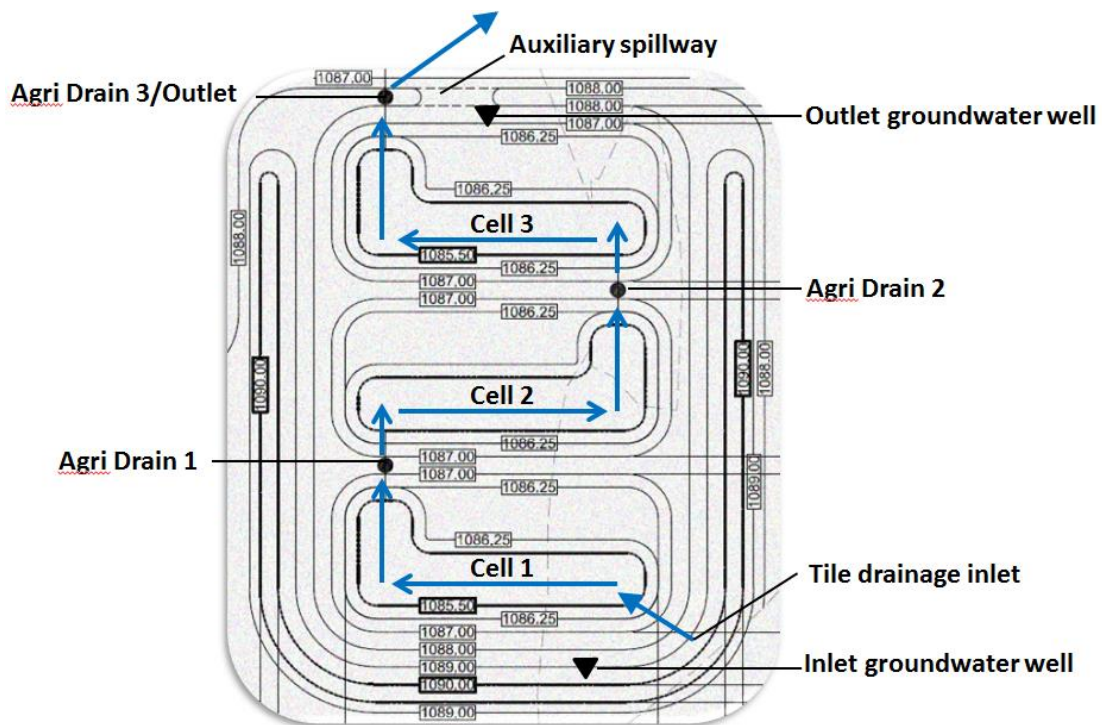 Auxiliary spillway
1087.00
Agri Drain 3/Outlet
1088.00
1088.00
Outlet groundwater well
1087.00
1086.25
1086.25
1088.00
Cell 3
1085.50
1086.25
1087.00
Agri Drain 2
1087.00
1086.25
1090.00
1090.00
1088.00
Cell 2
1086.25
1087.00
Agri Drain 1
1087.00
1089.00
1086.25
1086.25
Cell 1
Tile drainage inlet
1085.50
1086.25
1087.00
1088.00
1089.00
Inlet groundwater well
1090.00
1089.00